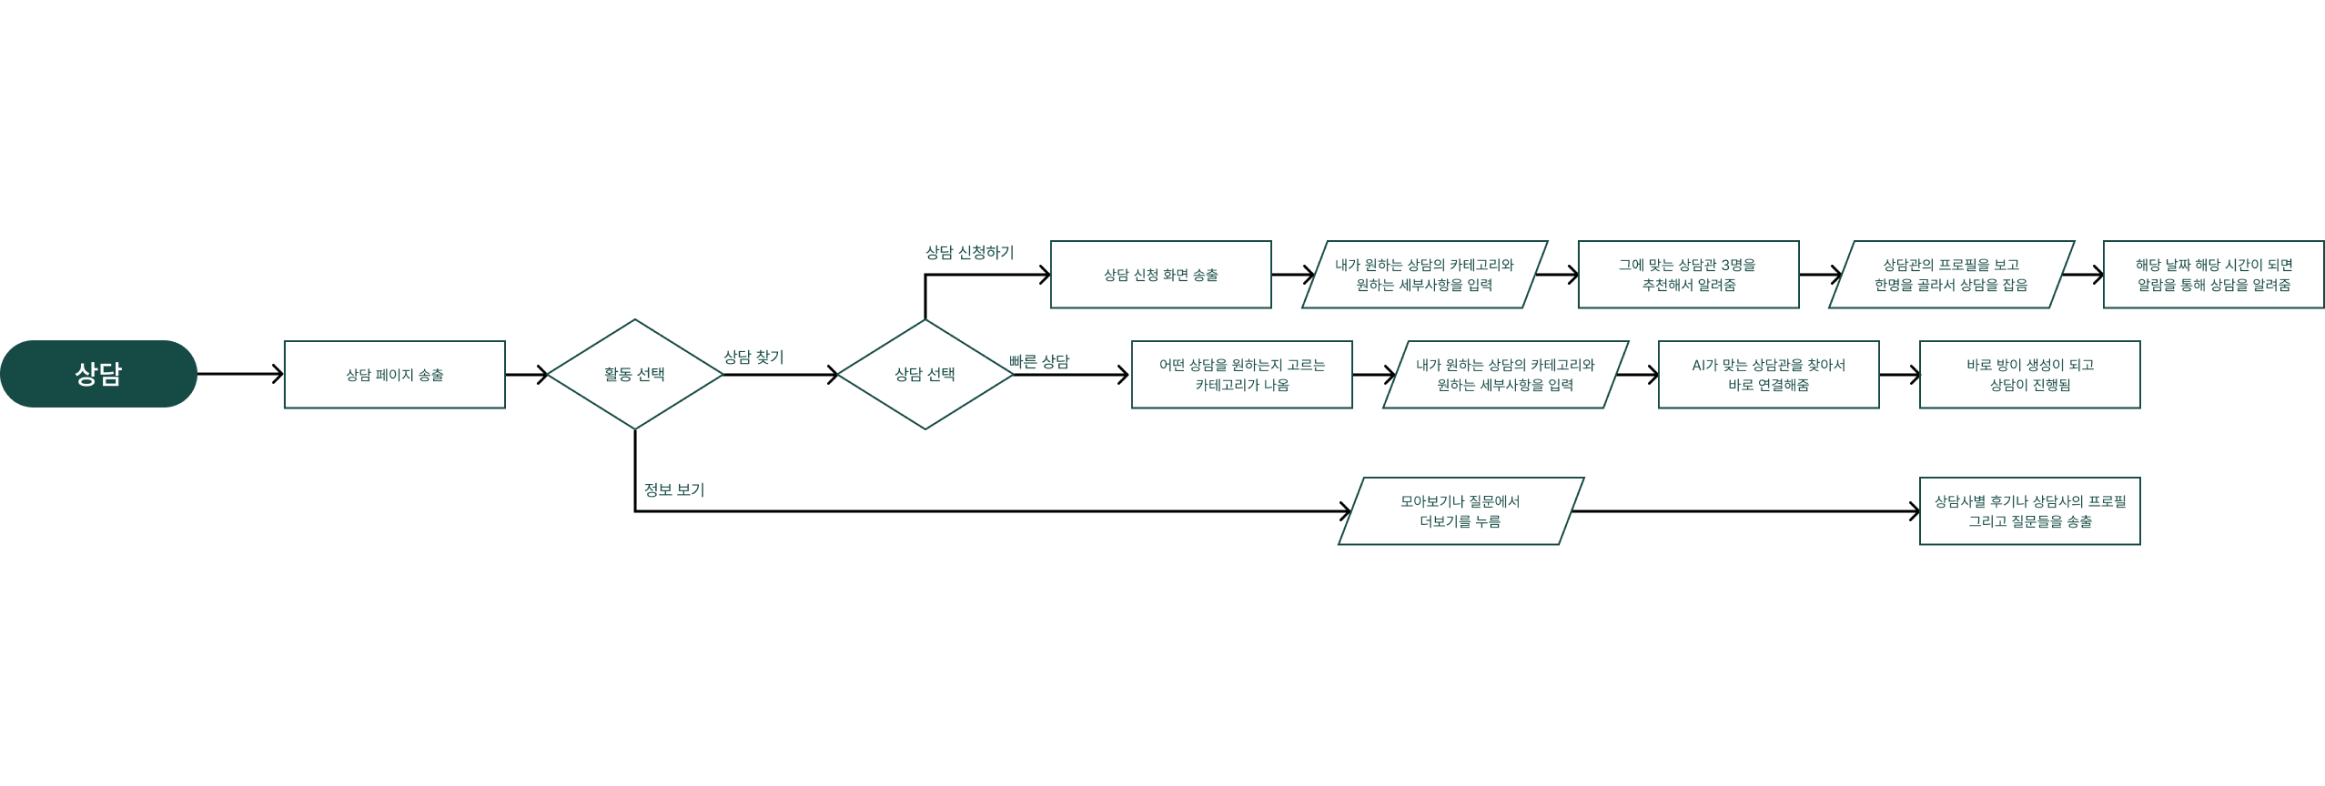 상담
상담 페이지 송출
활동 선택
상담 찾기
상담 선택
상담 신청하기
상담 신청 화면 송출
내가 원하는 상담의 카테고리와
원하는 세부사항을 입력
그에 맞는 상담관 3명을
추천해서 알려줌
상담관의 프로필을 보고
한명을 골라서 상담을 잡음
해당 날짜 해당 시간이 되면
알람을 통해 상담을 알려줌
빠른 상담
어떤 상담을 원하는지 고르는
카테고리가 나옴
내가 원하는 상담의 카테고리와
원하는 세부사항을 입력
AI가 맞는 상담관을 찾아서
바로 연결해줌
바로 방이 생성이 되고
상담이 진행됨
정보 보기
모아보기나 질문에서
더보기를 누름
상담사별 후기나 상담사의 프로필
그리고 질문들을 송출